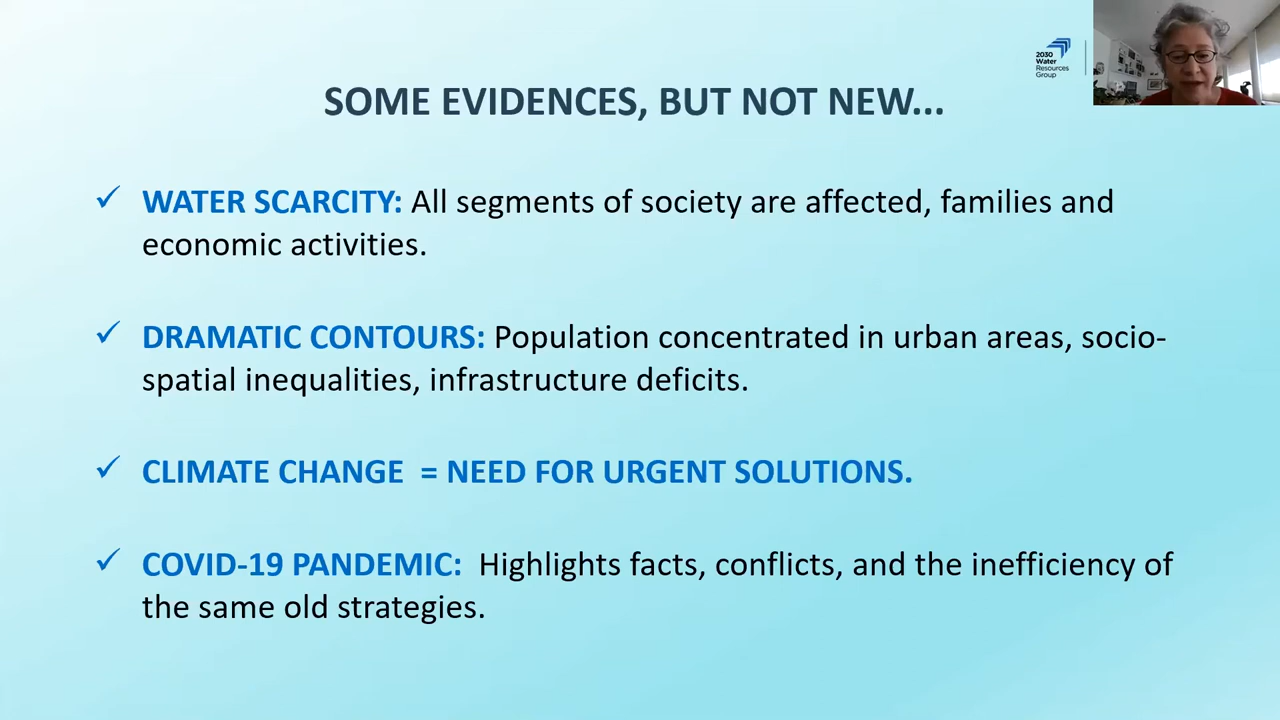 2030
Water
Resources
Group
SOME EVIDENCES, BUT NOT NEW...
✓ WATER SCARCITY: All segments of society are affected, families and
economic activities.
✓ DRAMATIC CONTOURS: Population concentrated in urban areas, socio-
spatial inequalities, infrastructure deficits.
✓ CLIMATE CHANGE = NEED FOR URGENT SOLUTIONS.
✓ COVID-19 PANDEMIC: Highlights facts, conflicts, and the inefficiency of
the same old strategies.